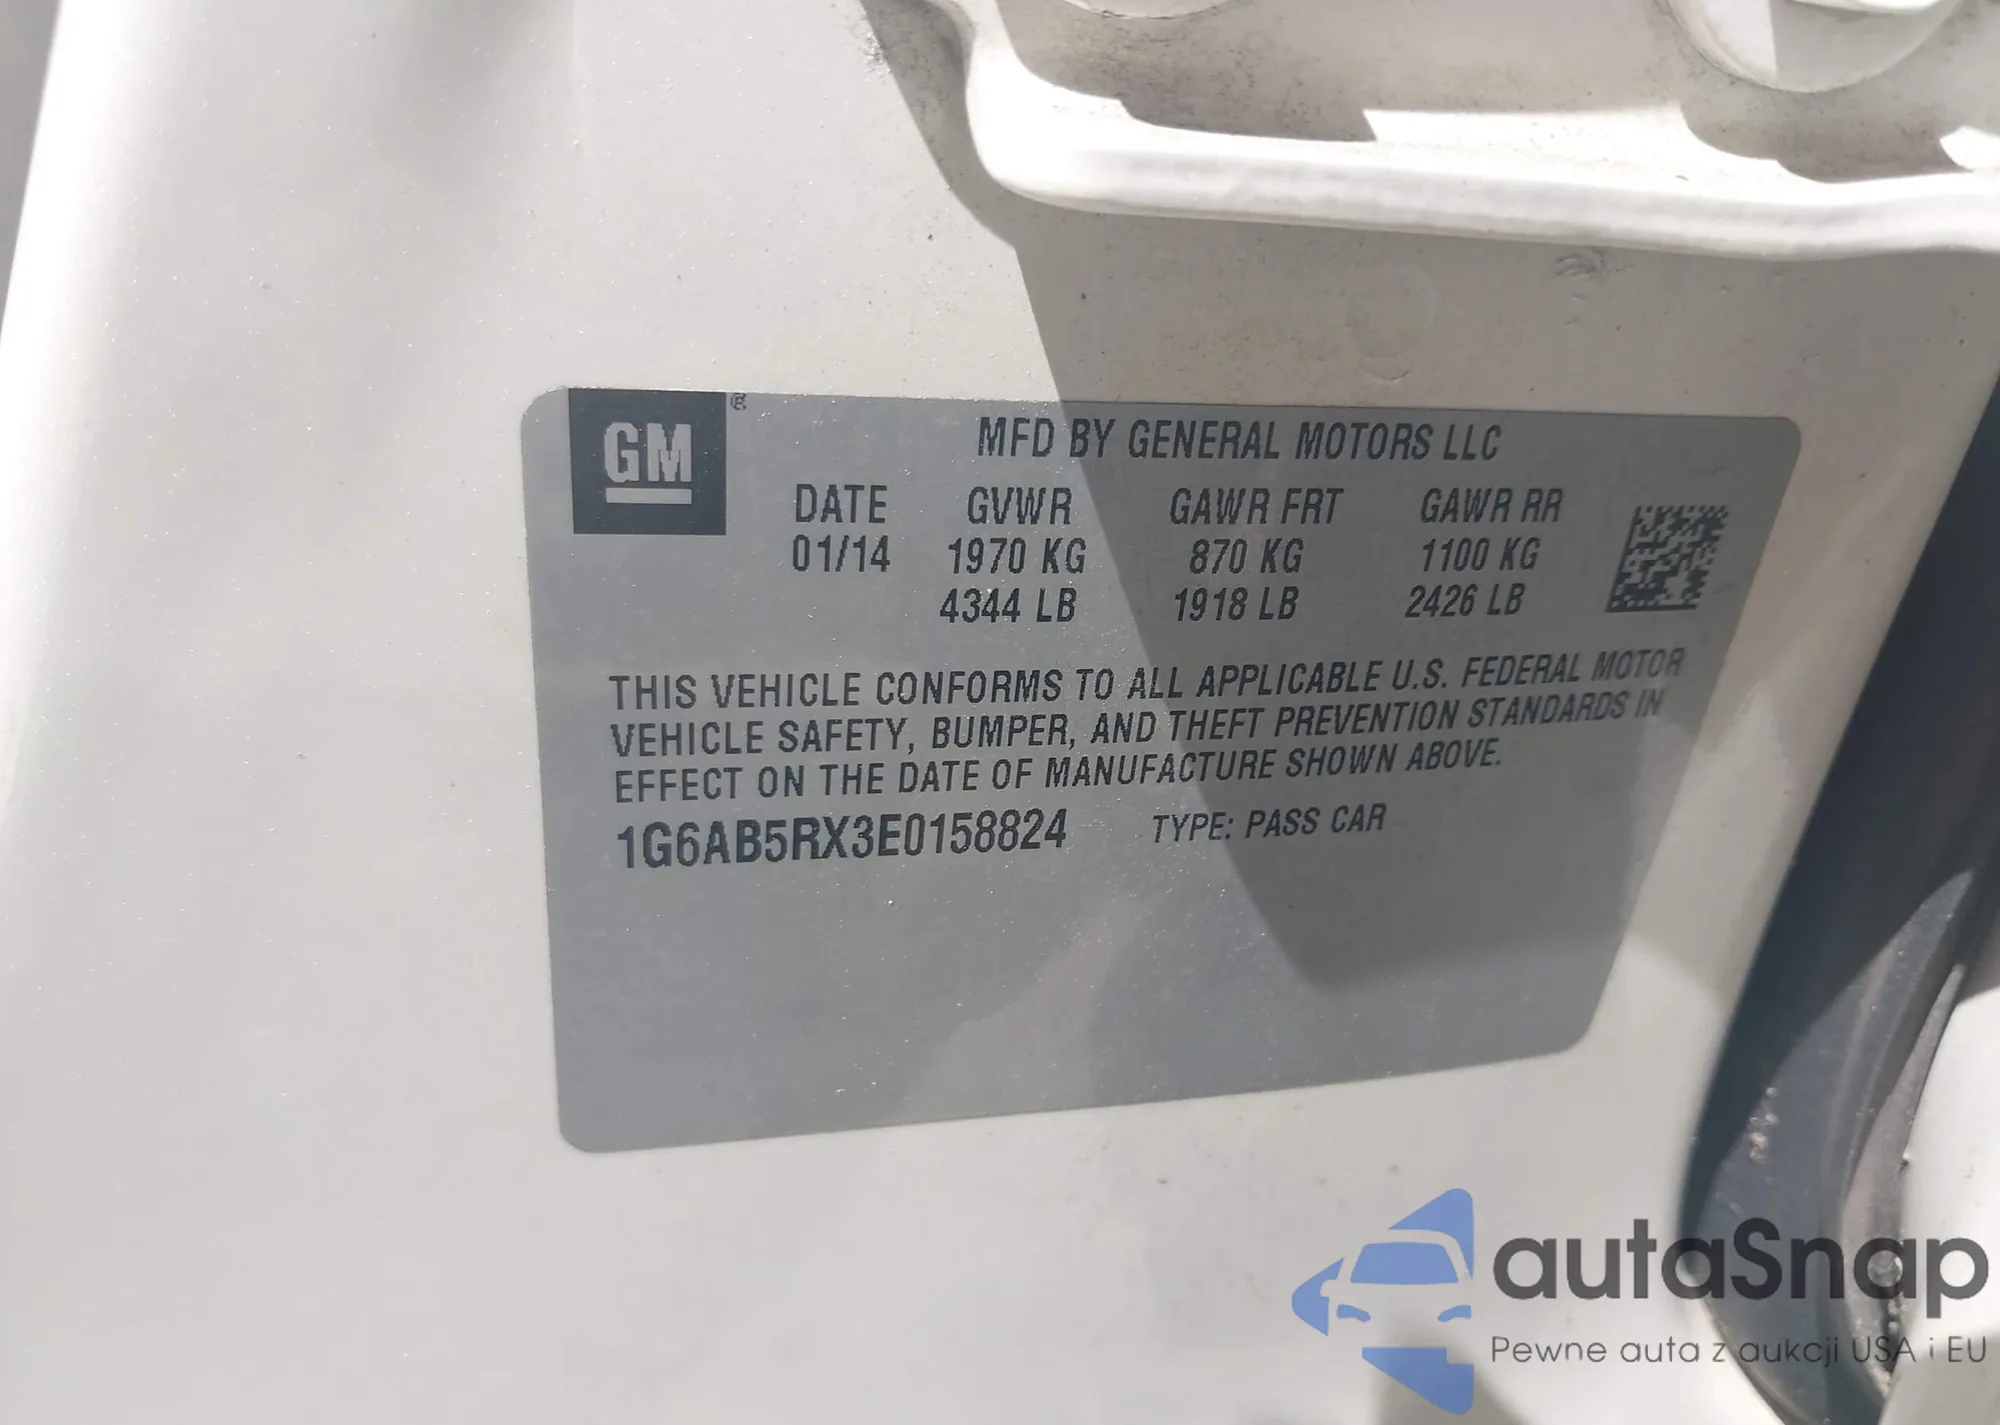 GM ®
MFD BY GENERAL MOTORS LLC
DATE GVWR GAWR FRT GAWR RR
01/14 1970 KG 870 KG 1100 KG
4344 LB 1918 LB 2426 LB
THIS VEHICLE CONFORMS TO ALL APPLICABLE U.S. FEDERAL MOTOR
VEHICLE SAFETY, BUMPER, AND THEFT PREVENTION STANDARDS IN
EFFECT ON THE DATE OF MANUFACTURE SHOWN ABOVE.
1G6AB5RX3E0158824 TYPE: PASS CAR
autaSnap
Pewne auta z aukcji USA i EU